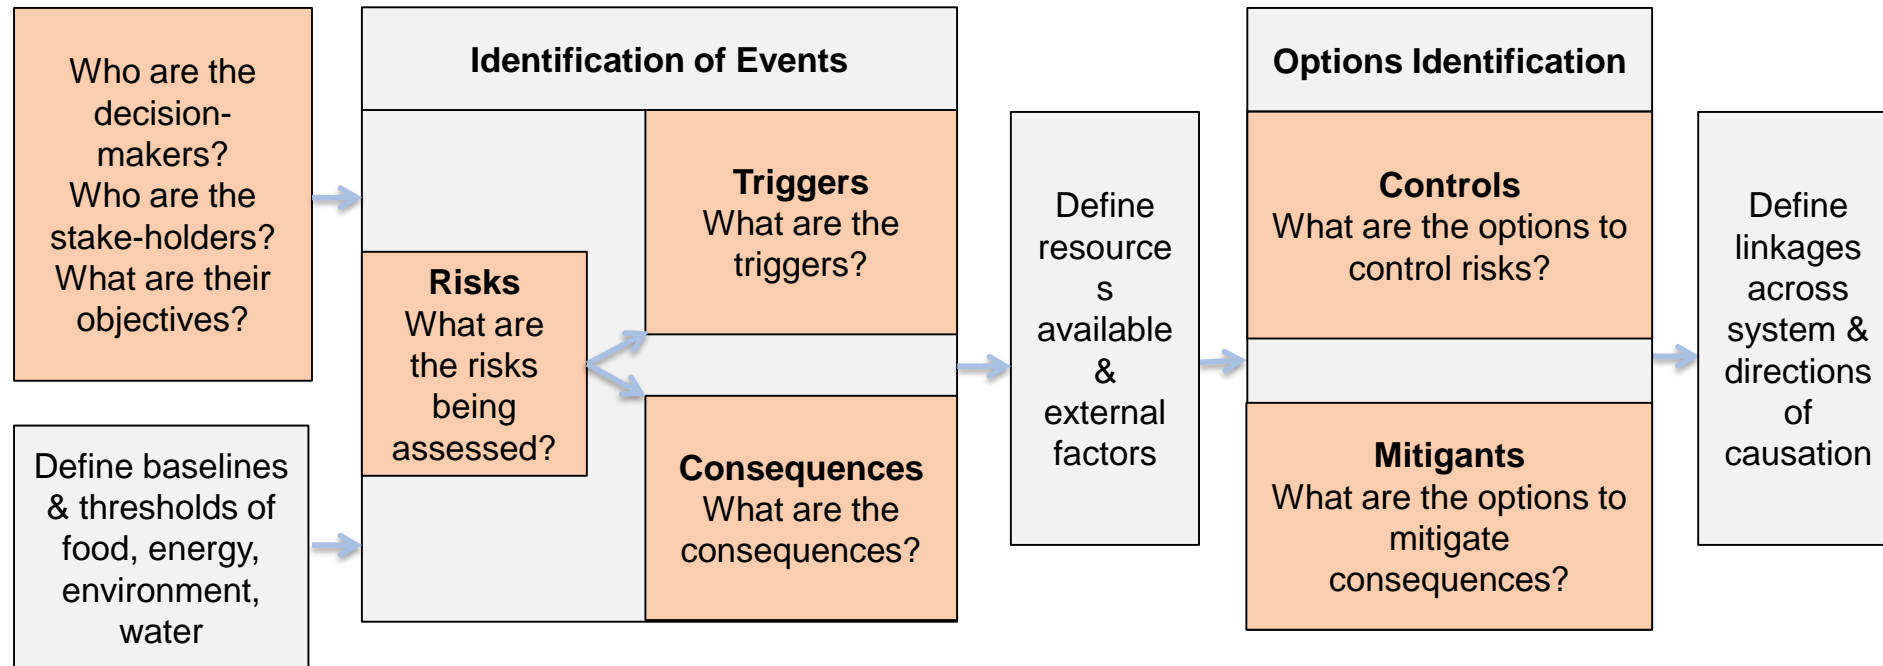 Who are the
decision-
makers?
Who are the
stake-holders?
What are their
objectives?
Define baselines
& thresholds of
food, energy,
environment,
water
Identification of Events
Risks
What are
the risks
being
assessed?
Triggers
What are the
triggers?
Consequences
What are the
consequences?
Define
resource
s
available
&
external
factors
Options Identification
Controls
What are the options to
control risks?
Mitigants
What are the options to
mitigate
consequences?
Define
linkages
across
system &
directions
of
causation